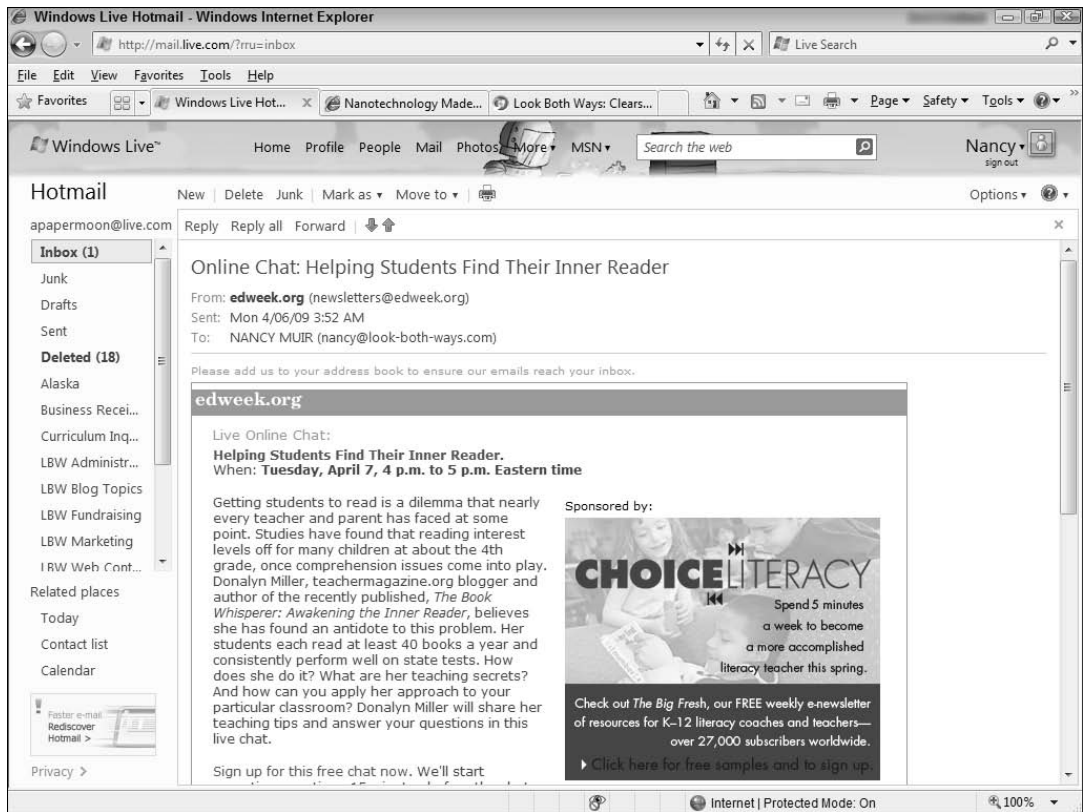 Windows Live Hotmail - Windows Internet Explorer
http://mail.live.com/?rru=inbox
Live Search
File Edit View Favorites Tools Help
Favorites
Windows Live Hot...
Nanotechnology Made...
Look Both Ways: Clears...
Page Safety Tools
Windows Live™
Home Profile People Mail Photos More MSN
Search the web
Nancy
sign out
Hotmail
New Delete Junk Mark as Move to
Options
apapermoon@live.com
Reply Reply all Forward
Inbox (1)
Junk
Drafts
Sent
Deleted (18)
Alaska
Business Recei...
Curriculum Inq...
LBW Administr...
LBW Blog Topics
LBW Fundraising
LBW Marketing
LBW Web Cont...
Related places
Today
Contact list
Calendar
Faster e-mail
Rediscover
Hotmail >
Privacy
Online Chat: Helping Students Find Their Inner Reader
From: edweek.org (newsletters@edweek.org)
Sent: Mon 4/06/09 3:52 AM
To: NANCY MUIR (nancy@look-both-ways.com)
Please add us to your address book to ensure our emails reach your inbox.
edweek.org
Live Online Chat:
Helping Students Find Their Inner Reader.
When: Tuesday, April 7, 4 p.m. to 5 p.m. Eastern time
Getting students to read is a dilemma that nearly
every teacher and parent has faced at some
point. Studies have found that reading interest
levels off for many children at about the 4th
grade, once comprehension issues come into play.
Donalyn Miller, teachermagazine.org blogger and
author of the recently published, The Book
Whisperer: Awakening the Inner Reader, believes
she has found an antidote to this problem. Her
students each read at least 40 books a year and
consistently perform well on state tests. How
does she do it? What are her teaching secrets?
And how can you apply her approach to your
particular classroom? Donalyn Miller will share her
teaching tips and answer your questions in this
live chat.
Sign up for this free chat now. We'll start
Sponsored by:
CHOICELITERACY
Spend 5 minutes
a week to become
a more accomplished
literacy teacher this spring.
Check out The Big Fresh, our FREE weekly e-newsletter
of resources for K–12 literacy coaches and teachers—
over 27,000 subscribers worldwide.
Click here for free samples and to sign up.
Internet | Protected Mode: On
100%